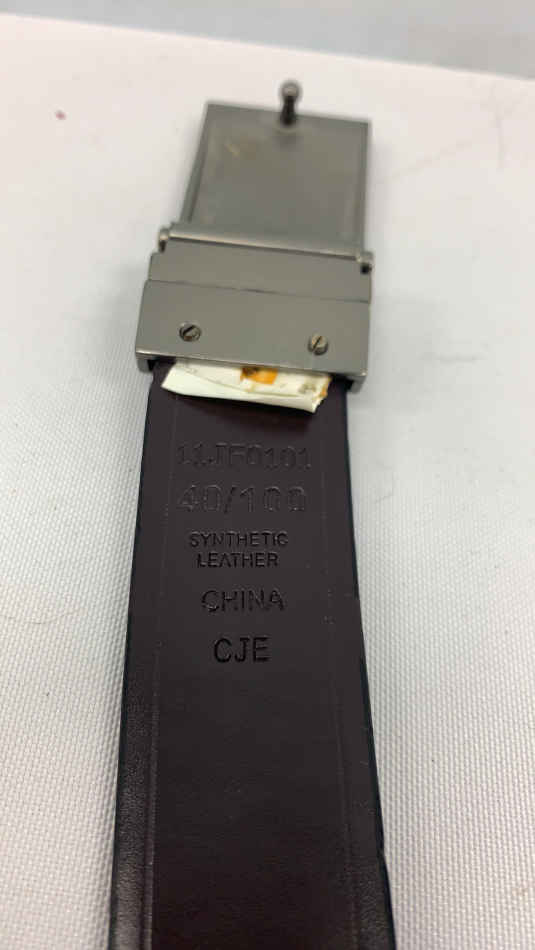 11JF0101
40/100
SYNTHETIC
LEATHER
CHINA
CJE